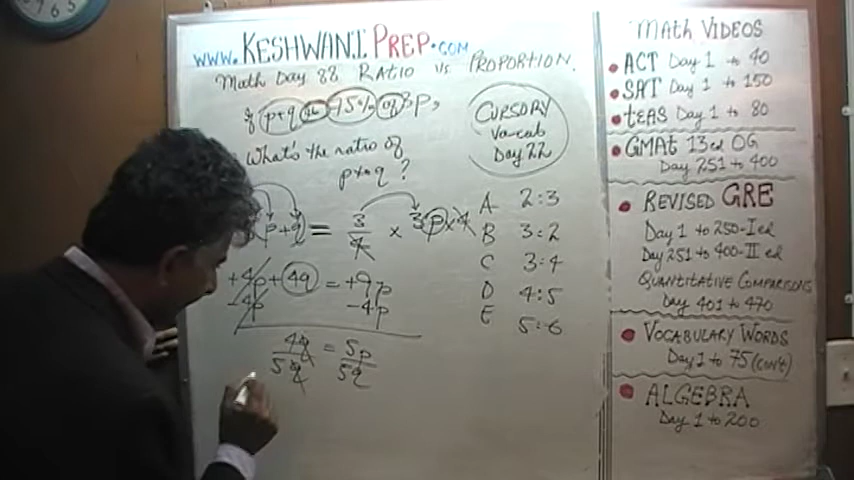 www.KESHWANIPREP.com
Math Day 88 RATIO vs PROPORTION.
If p+q is 75% of 3p,
What's the ratio of
p to q ?
CURSORY
Vocab
Day 22
p+q = 3/4 × 3p × 4
+4p + 4q = +9p
-4p -4p
4q = 5p
5q 5q
A 2:3
B 3:2
C 3:4
D 4:5
E 5:6
MATH VIDEOS
ACT Day 1 to 40
SAT Day 1 to 150
tEAS Day 1 to 80
GMAt 13ed OG
Day 251 to 400
REVISED GRE
Day 1 to 250-I ed
Day 251 to 400-II ed
QUANTITATIVE COMPARISONS
Day 401 to 470
VOCABULARY WORDS
Day 1 to 75 (con't)
ALGEBRA
Day 1 to 200